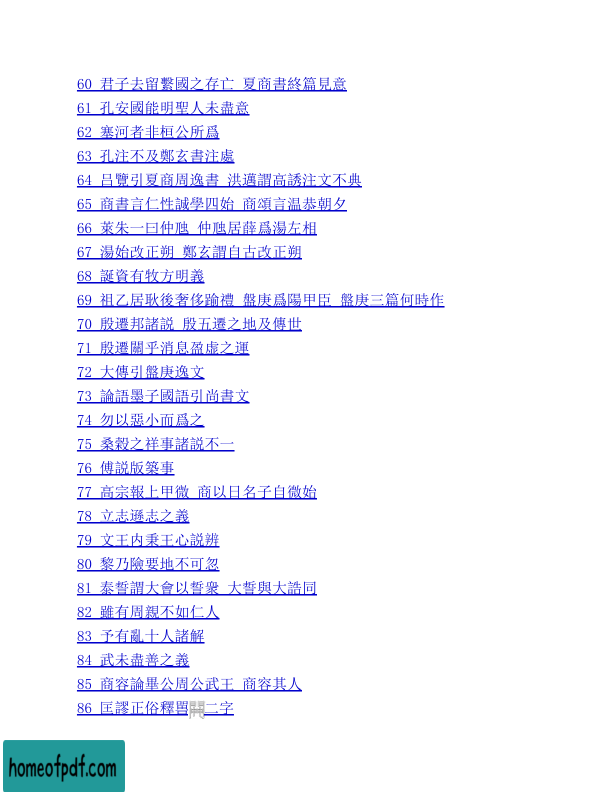 60 君子去留繫國之存亡 夏商書終篇見意
61 孔安國能明聖人未盡意
62 塞河者非桓公所爲
63 孔注不及鄭玄書注處
64 吕覽引夏商周逸書 洪邁謂高誘注文不典
65 商書言仁性誠學四始 商頌言温恭朝夕
66 萊朱一曰仲虺 仲虺居薛爲湯左相
67 湯始改正朔 鄭玄謂自古改正朔
68 誕資有牧方明義
69 祖乙居耿後奢侈踰禮 盤庚爲陽甲臣 盤庚三篇何時作
70 殷遷邦諸説 殷五遷之地及傳世
71 殷遷關乎消息盈虚之運
72 大傳引盤庚逸文
73 論語墨子國語引尚書文
74 勿以惡小而爲之
75 桑穀之祥事諸説不一
76 傅説版築事
77 高宗報上甲微 商以日名子自微始
78 立志遜志之義
79 文王内秉王心説辨
80 黎乃險要地不可忽
81 泰誓謂大會以誓衆 大誓與大誥同
82 雖有周親不如仁人
83 予有亂十人諸解
84 武未盡善之義
85 商容論畢公周公武王 商容其人
86 匡謬正俗釋嘼二字
homeofpdf.com